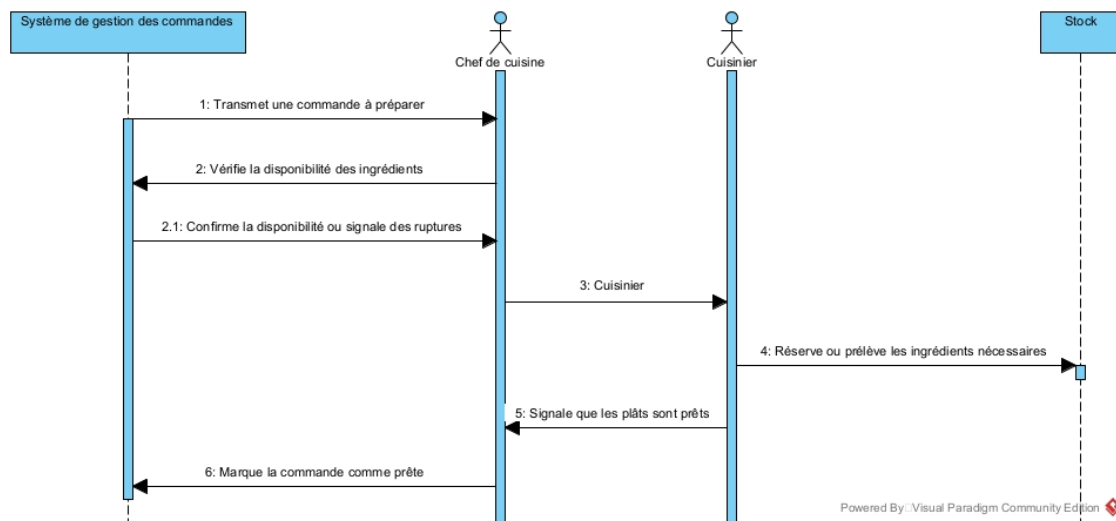 Système de gestion des commandes
Stock
Chef de cuisine
Cuisinier
1: Transmet une commande à préparer
2: Vérifie la disponibilité des ingrédients
2.1: Confirme la disponibilité ou signale des ruptures
3: Cuisinier
4: Réserve ou prélève les ingrédients nécessaires
5: Signale que les plâts sont prêts
6: Marque la commande comme prête
Powered By Visual Paradigm Community Edition